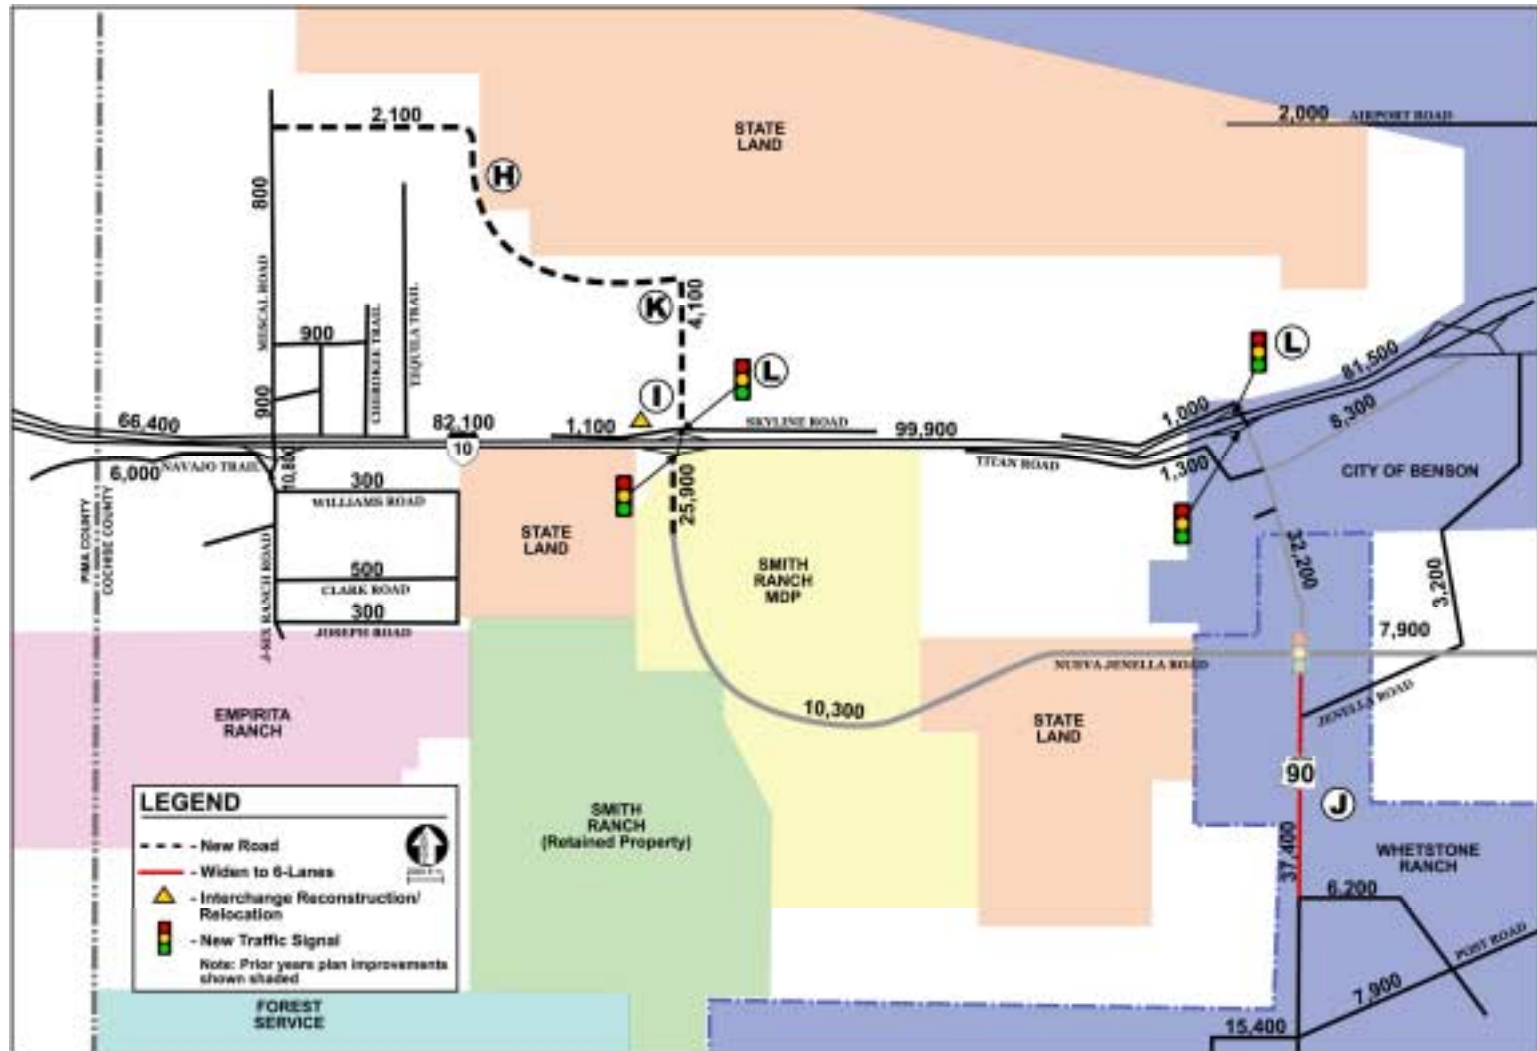 2,100
STATE
LAND
2,000
AIRPORT ROAD
H
800
MESCAL ROAD
K
4,100
900
CHEROKEE TRAIL
TEQUILA TRAIL
900
I
L
L
81,500
8,300
1,000
66,400
82,100
10
1,100
SKYLINE ROAD
99,900
TITAN ROAD
1,300
CITY OF BENSON
6,000
NAVAJO TRAIL
10,800
300
WILLIAMS ROAD
25,900
STATE
LAND
SMITH
RANCH
MDP
32,200
3,200
PIMA COUNTY
COCHISE COUNTY
J-SIX RANCH ROAD
500
CLARK ROAD
300
JOSEPH ROAD
7,900
NUEVA JENELLA ROAD
JENELLA ROAD
10,300
EMPIRITA
RANCH
STATE
LAND
90
J
37,400
WHETSTONE
RANCH
6,200
POST ROAD
7,900
15,400
SMITH
RANCH
(Retained Property)
LEGEND
- New Road
- Widen to 6-Lanes
- Interchange Reconstruction/
Relocation
- New Traffic Signal
Note: Prior years plan improvements
shown shaded
FOREST
SERVICE